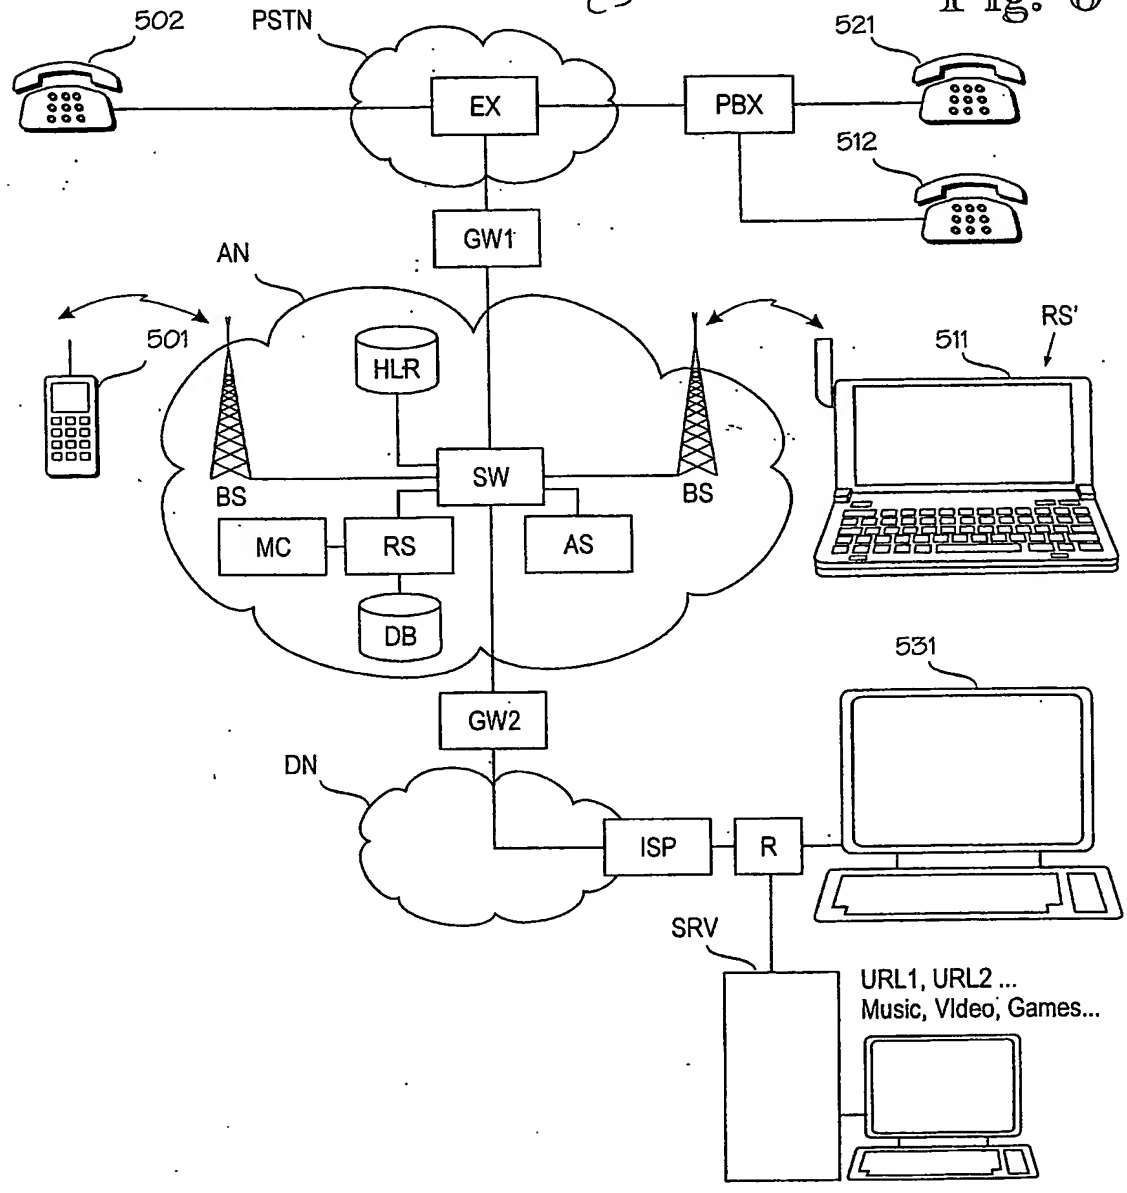 502
PSTN
521
EX
PBX
512
GW1
AN
501
HLR
511
RS'
SW
BS
BS
MC
RS
AS
DB
531
GW2
DN
ISP
R
SRV
URL1, URL2 ...
Music, VIdeo, Games...